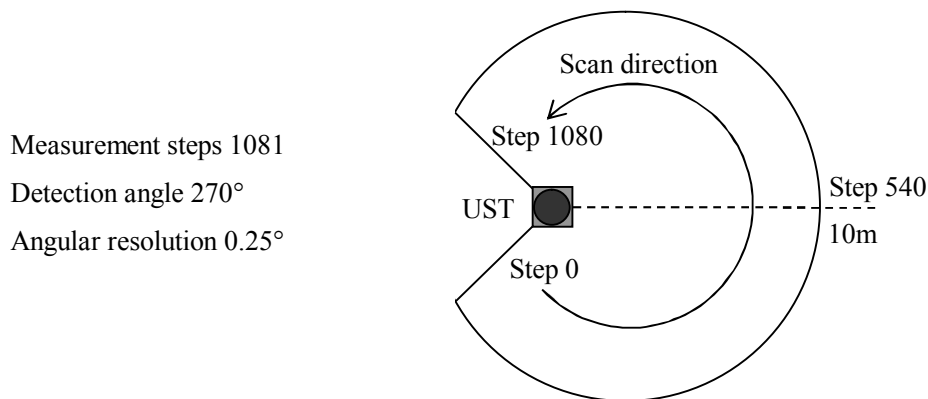 Measurement steps 1081
Detection angle 270°
Angular resolution 0.25°
Scan direction
Step 1080
UST
Step 540
10m
Step 0